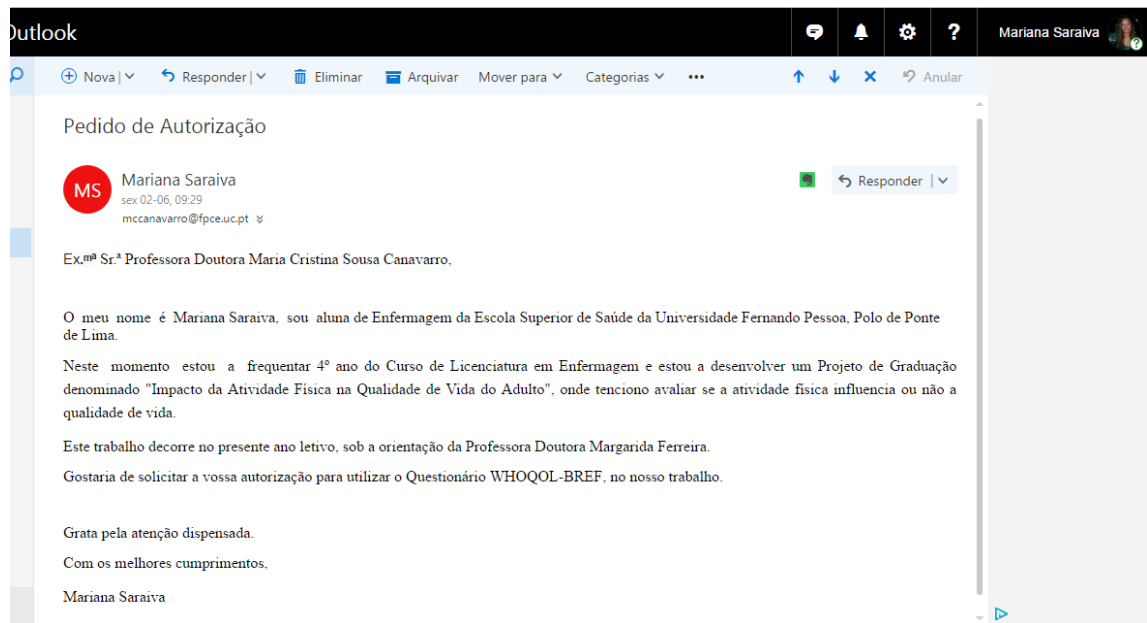 Outlook
Mariana Saraiva
Nova
Responder
Eliminar
Arquivar
Mover para
Categorias
Anular
Pedido de Autorização
MS
Mariana Saraiva
sex 02-06, 09:29
mccanavarro@fpce.uc.pt
Responder
Ex.mª Sr.ª Professora Doutora Maria Cristina Sousa Canavarro,
O meu nome é Mariana Saraiva, sou aluna de Enfermagem da Escola Superior de Saúde da Universidade Fernando Pessoa, Polo de Ponte
de Lima.
Neste momento estou a frequentar 4º ano do Curso de Licenciatura em Enfermagem e estou a desenvolver um Projeto de Graduação
denominado "Impacto da Atividade Física na Qualidade de Vida do Adulto", onde tenciono avaliar se a atividade física influencia ou não a
qualidade de vida.
Este trabalho decorre no presente ano letivo, sob a orientação da Professora Doutora Margarida Ferreira.
Gostaria de solicitar a vossa autorização para utilizar o Questionário WHOQOL-BREF, no nosso trabalho.
Grata pela atenção dispensada.
Com os melhores cumprimentos,
Mariana Saraiva